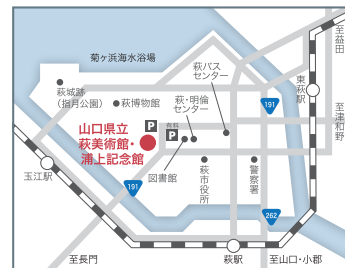 至益田
菊ヶ浜海水浴場
萩バス
センター
東萩駅
至津和野
萩城跡
(指月公園)
萩博物館
萩・明倫
センター
191
山口県立
萩美術館・
浦上記念館
P
有料
P
図書館
萩市役所
警察署
玉江駅
191
262
至長門
萩駅
至山口・小郡